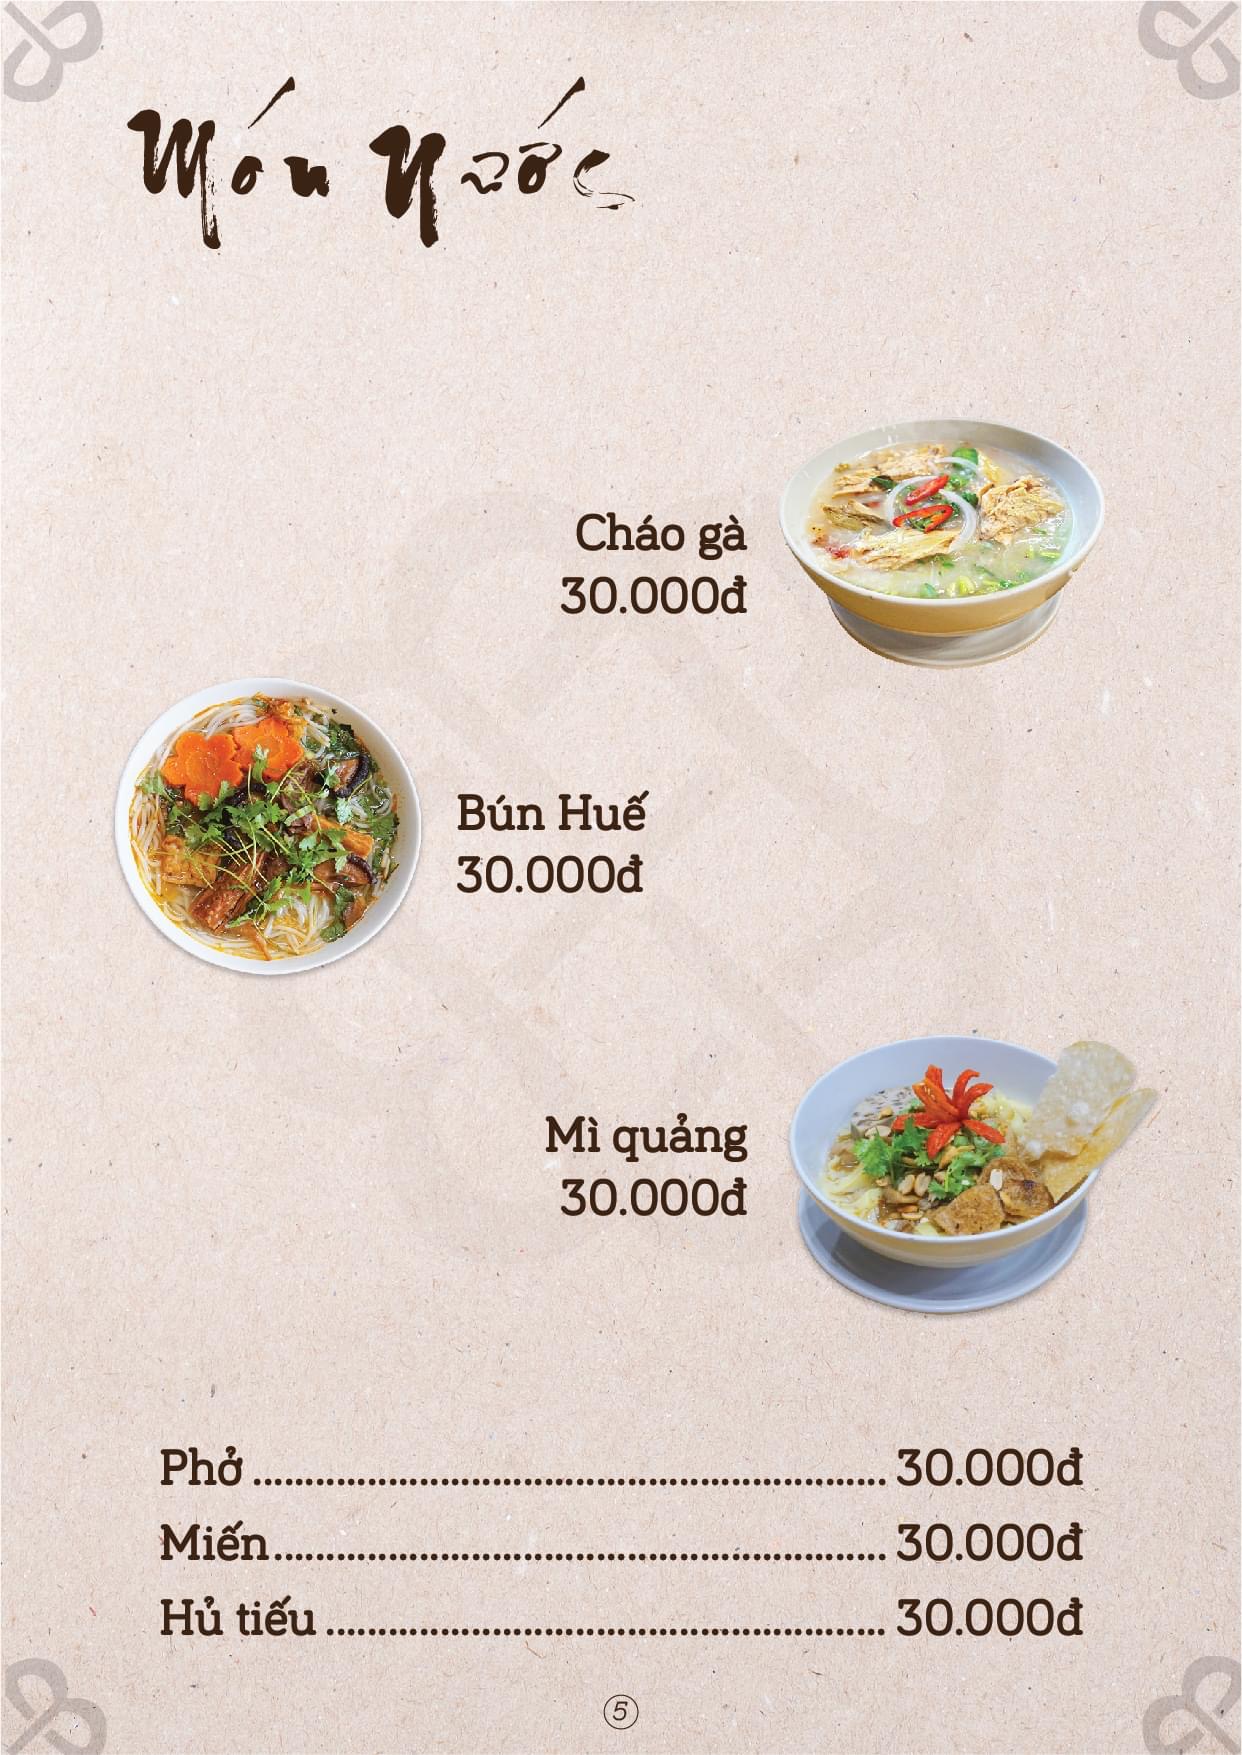 Món Nước
Cháo gà
30.000đ
Bún Huế
30.000đ
Mì quảng
30.000đ
Phở ............................................................. 30.000đ
Miến........................................................... 30.000đ
Hủ tiếu ...................................................... 30.000đ
5